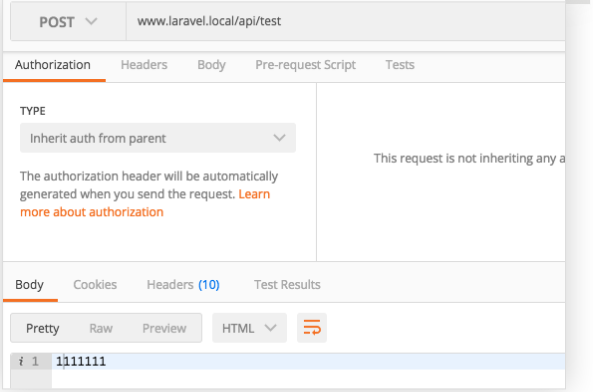 POST www.laravel.local/api/test
Authorization Headers Body Pre-request Script Tests
TYPE
Inherit auth from parent
The authorization header will be automatically
generated when you send the request. Learn
more about authorization
This request is not inheriting any a
Body Cookies Headers (10) Test Results
Pretty Raw Preview HTML
i 1 1111111